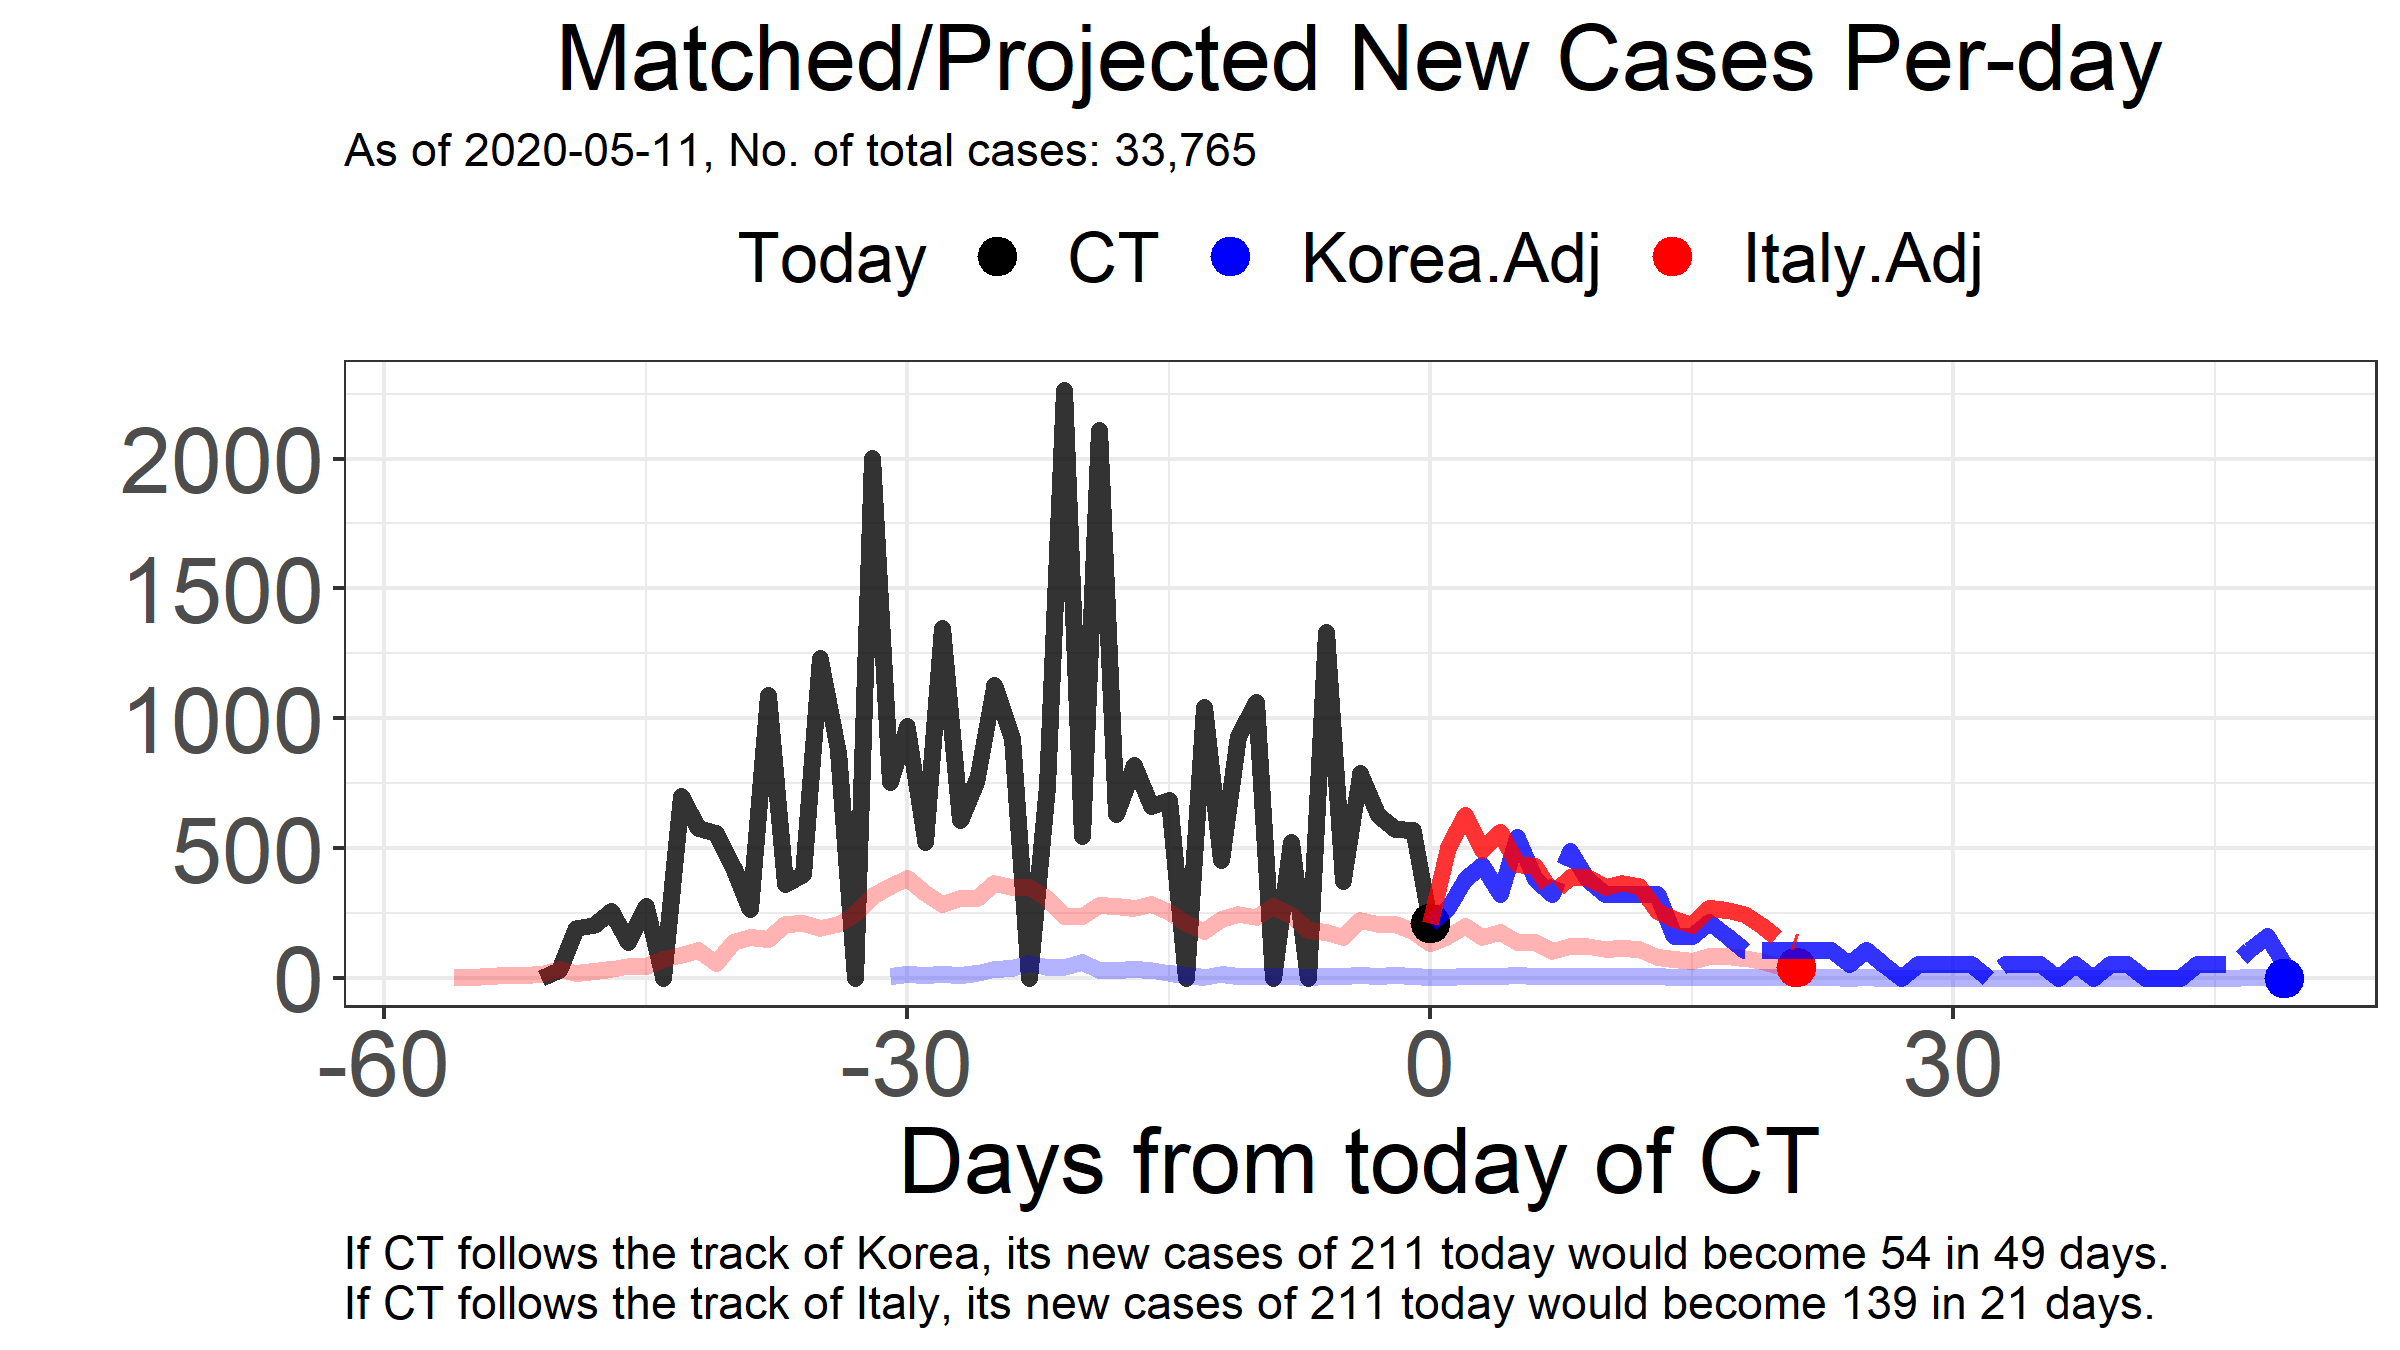 Matched/Projected New Cases Per-day
As of 2020-05-11, No. of total cases: 33,765
Today CT Korea.Adj Italy.Adj
2000
1500
1000
500
0
-60 -30 0 30
Days from today of CT
If CT follows the track of Korea, its new cases of 211 today would become 54 in 49 days.
If CT follows the track of Italy, its new cases of 211 today would become 139 in 21 days.